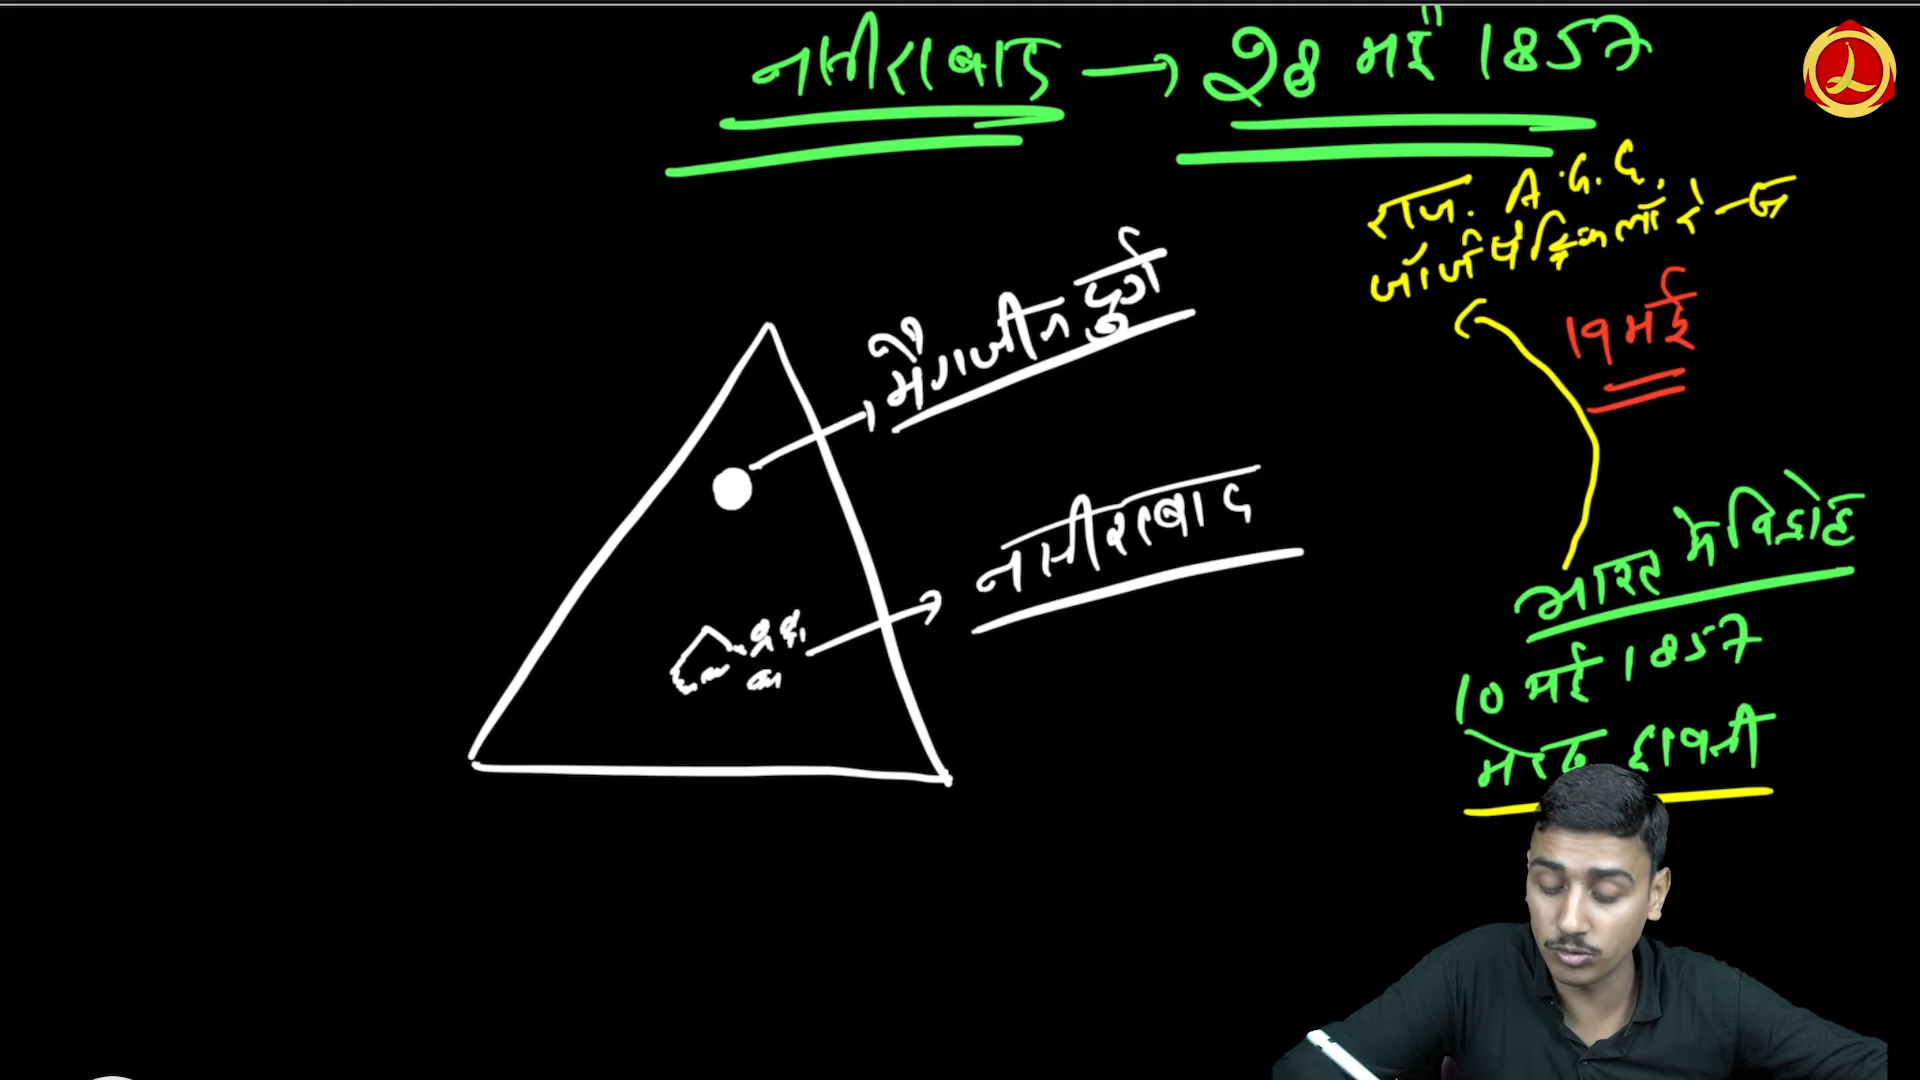 नसीराबाद → 28 मई 1857
राज. A.G.G.
जॉर्ज पैट्रिक लॉरेन्स
19 मई
मैगजीन दुर्ग
नसीराबाद
भारत में विद्रोह
10 मई 1857
मेरठ छावनी